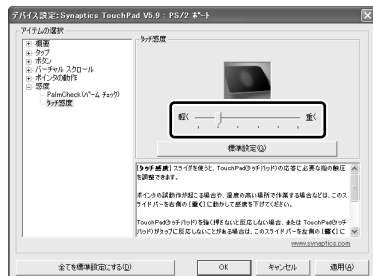 デバイス設定:Synaptics TouchPad V5.9 : PS/2 ポート
アイテムの選択
概要
タップ
ボタン
バーチャル スクロール
ポインタの動作
感度
PalmCheck(パーム チェック)
タッチ感度
タッチ感度
軽く
重く
標準設定(G)
[タッチ感度] スライダを使うと、TouchPad(タッチパッド)の応答に必要な指の触圧
を調整できます。
ポインタの誤動作が起こる場合や、湿度の高い場所で作業する場合などは、このス
ライド バーを右側の [重く] に動かして感度を下げてください。
TouchPad(タッチパッド)を強く押さないと反応しない場合、または TouchPad(タッチ
パッド)がタップに反応しないことがある場合は、このスライド バーを左側の [軽く] に
www.synaptics.com
全てを標準設定にする(D)
OK
キャンセル
適用(A)